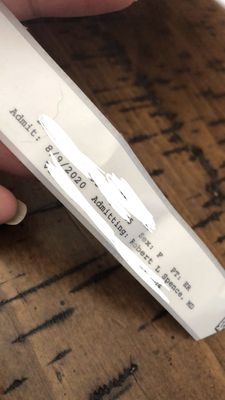 Sex: F PT: ER
Admit: 8/9/2020 Admitting: Robert L Spence, MD